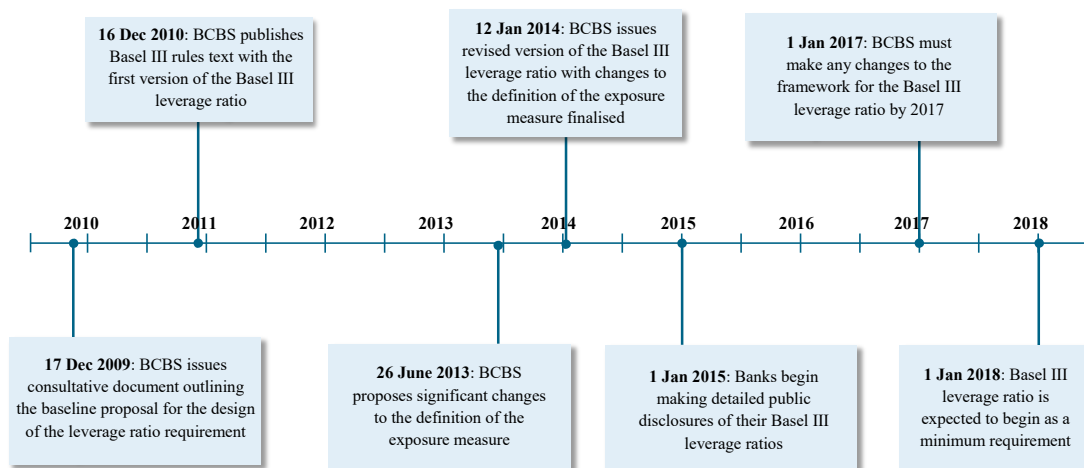 16 Dec 2010: BCBS publishes
Basel III rules text with the
first version of the Basel III
leverage ratio
12 Jan 2014: BCBS issues
revised version of the Basel III
leverage ratio with changes to
the definition of the exposure
measure finalised
1 Jan 2017: BCBS must
make any changes to the
framework for the Basel III
leverage ratio by 2017
2010 2011 2012 2013 2014 2015 2016 2017 2018
17 Dec 2009: BCBS issues
consultative document outlining
the baseline proposal for the design
of the leverage ratio requirement
26 June 2013: BCBS
proposes significant changes
to the definition of the
exposure measure
1 Jan 2015: Banks begin
making detailed public
disclosures of their Basel III
leverage ratios
1 Jan 2018: Basel III
leverage ratio is
expected to begin as a
minimum requirement